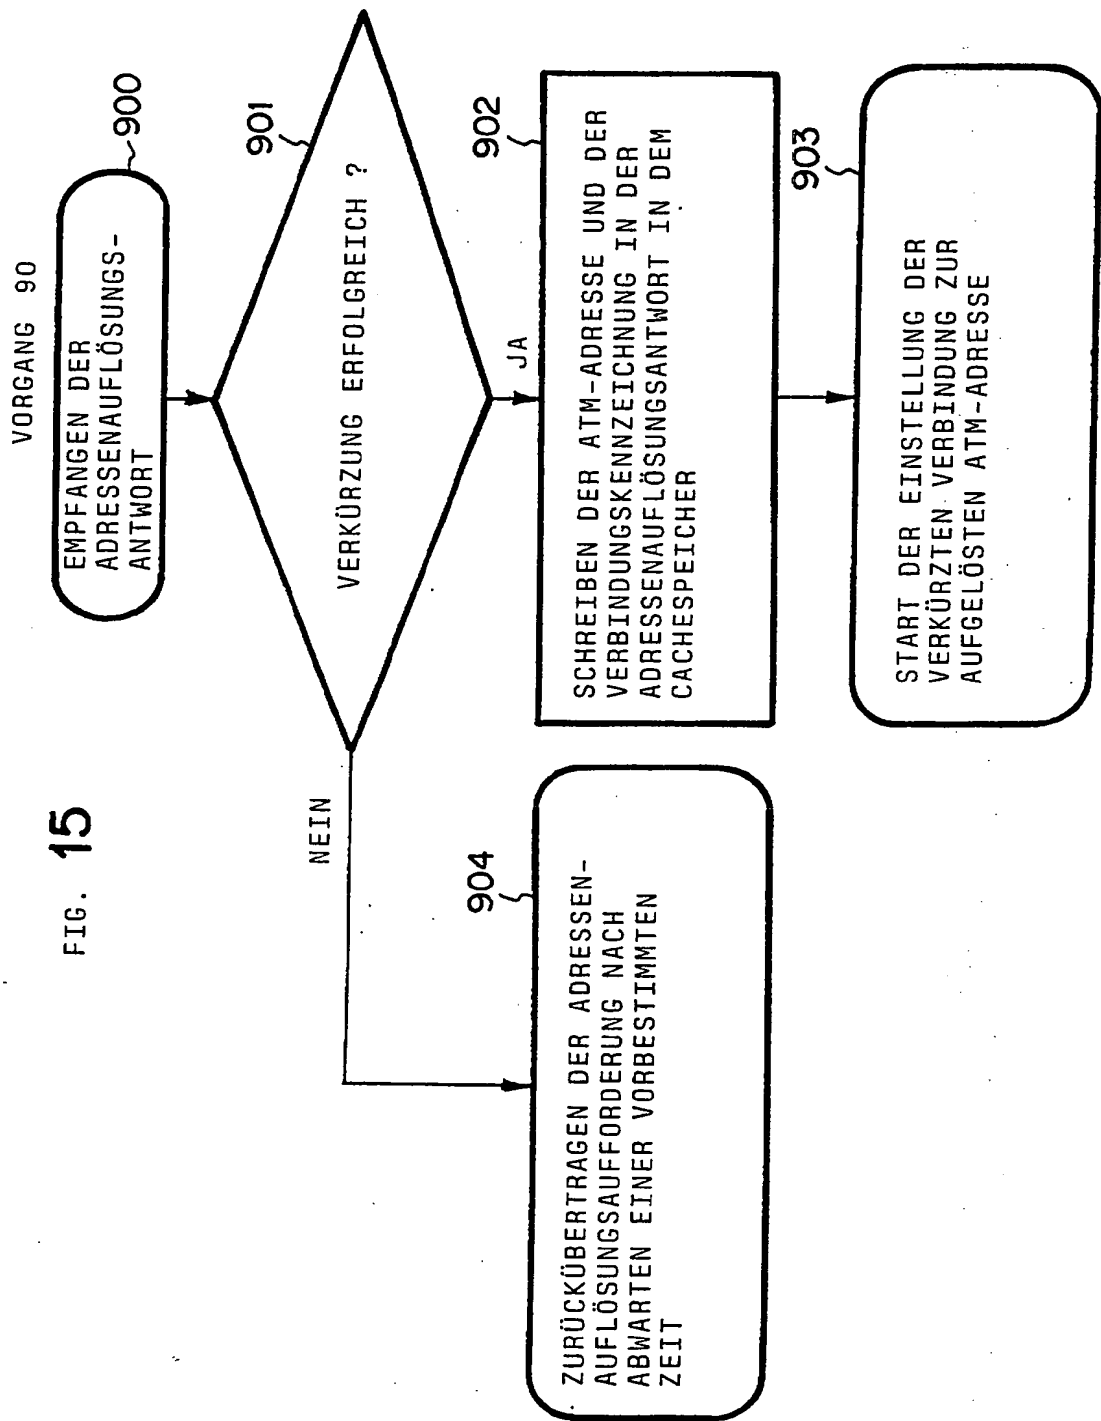 FIG. 15
VORGANG 90
EMPFANGEN DER
ADRESSENAUFLÖSUNGS-
ANTWORT
900
VERKÜRZUNG ERFOLGREICH ?
901
JA
NEIN
SCHREIBEN DER ATM-ADRESSE UND DER
VERBINDUNGSKENNZEICHNUNG IN DER
ADRESSENAUFLÖSUNGSANTWORT IN DEM
CACHESPEICHER
902
START DER EINSTELLUNG DER
VERKÜRZTEN VERBINDUNG ZUR
AUFGELÖSTEN ATM-ADRESSE
903
ZURÜCKÜBERTRAGEN DER ADRESSEN-
AUFLÖSUNGSAUFFORDERUNG NACH
ABWARTEN EINER VORBESTIMMTEN
ZEIT
904